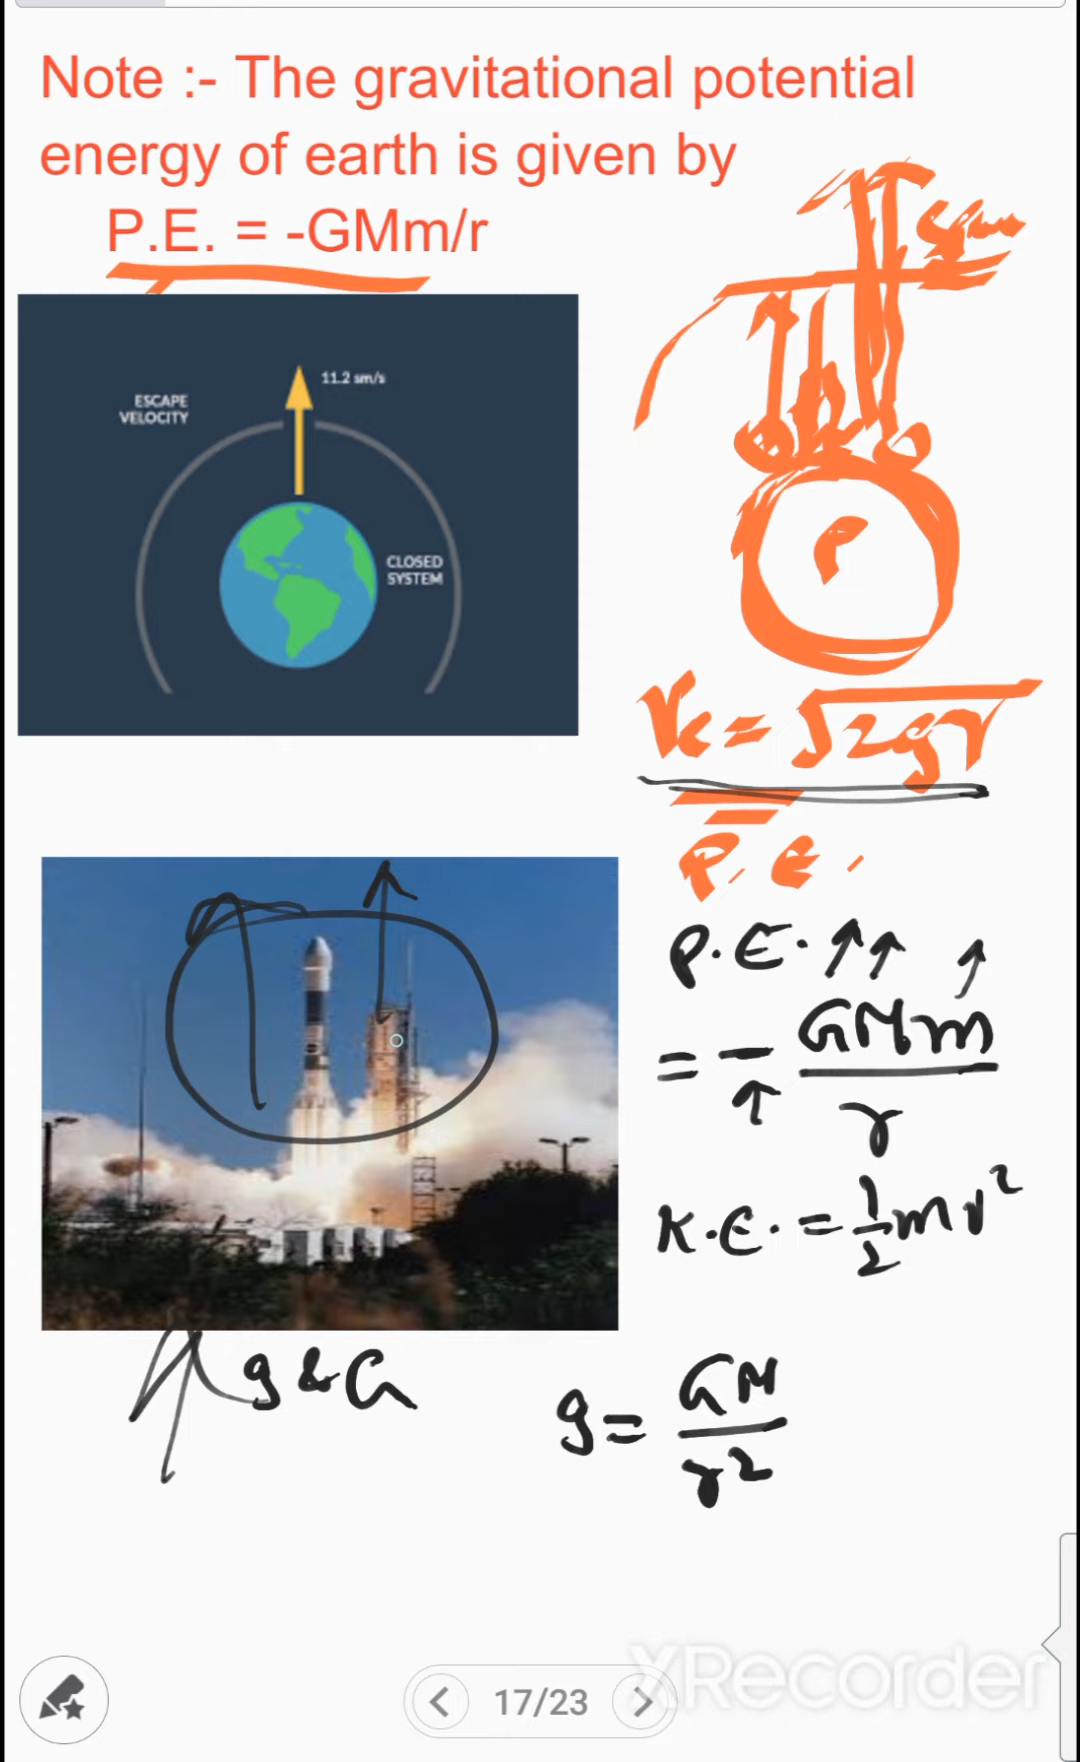 Note :- The gravitational potential
energy of earth is given by
P.E. = -GMm/r
11.2 sm/s
ESCAPE
VELOCITY
CLOSED
SYSTEM
P
h
Ve = √2gr
P.E.
P.E. ↑↑ ↑
= - GMm
↑ r
K.E. = 1/2 mv²
g & G
g = GM
r²
17/23
XRecorder